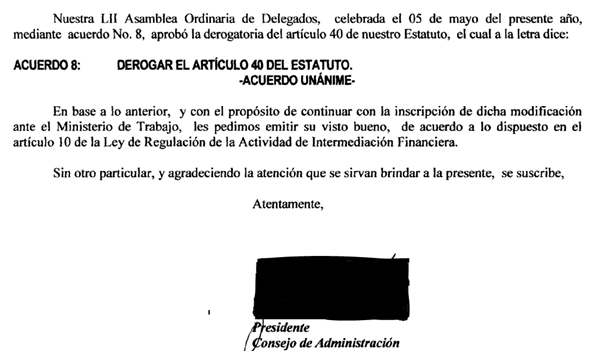 Nuestra LII Asamblea Ordinaria de Delegados, celebrada el 05 de mayo del presente año,
mediante acuerdo No. 8, aprobó la derogatoria del artículo 40 de nuestro Estatuto, el cual a la letra dice:
ACUERDO 8: DEROGAR EL ARTÍCULO 40 DEL ESTATUTO.
-ACUERDO UNÁNIME-
En base a lo anterior, y con el propósito de continuar con la inscripción de dicha modificación
ante el Ministerio de Trabajo, les pedimos emitir su visto bueno, de acuerdo a lo dispuesto en el
artículo 10 de la Ley de Regulación de la Actividad de Intermediación Financiera.
Sin otro particular, y agradeciendo la atención que se sirvan brindar a la presente, se suscribe,
Atentamente,
Presidente
Consejo de Administración